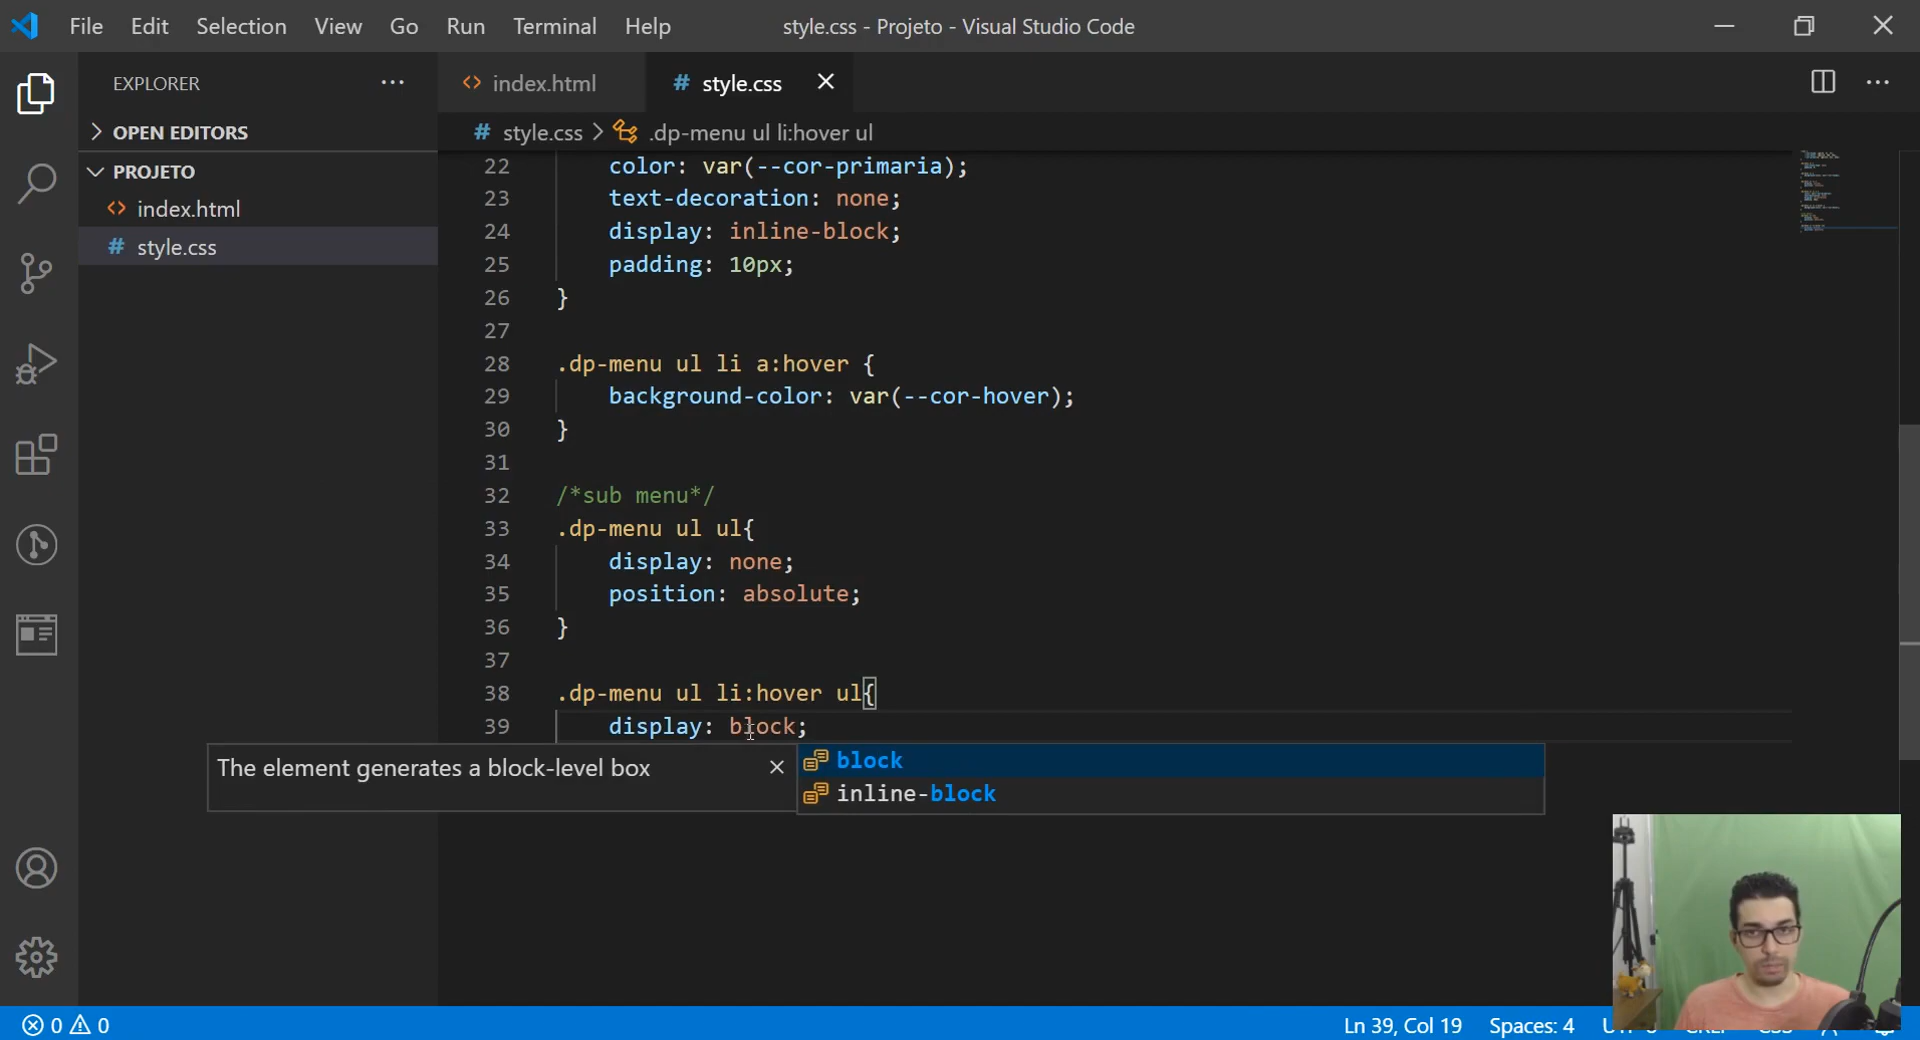 File Edit Selection View Go Run Terminal Help style.css - Projeto - Visual Studio Code
EXPLORER ···
index.html
# style.css
OPEN EDITORS
# style.css > .dp-menu ul li:hover ul
PROJETO
index.html
# style.css
22 color: var(--cor-primaria);
23 text-decoration: none;
24 display: inline-block;
25 padding: 10px;
26 }
27
28 .dp-menu ul li a:hover {
29 background-color: var(--cor-hover);
30 }
31
32 /*sub menu*/
33 .dp-menu ul ul{
34 display: none;
35 position: absolute;
36 }
37
38 .dp-menu ul li:hover ul{
39 display: block;
The element generates a block-level box
block
inline-block
0 0
Ln 39, Col 19 Spaces: 4